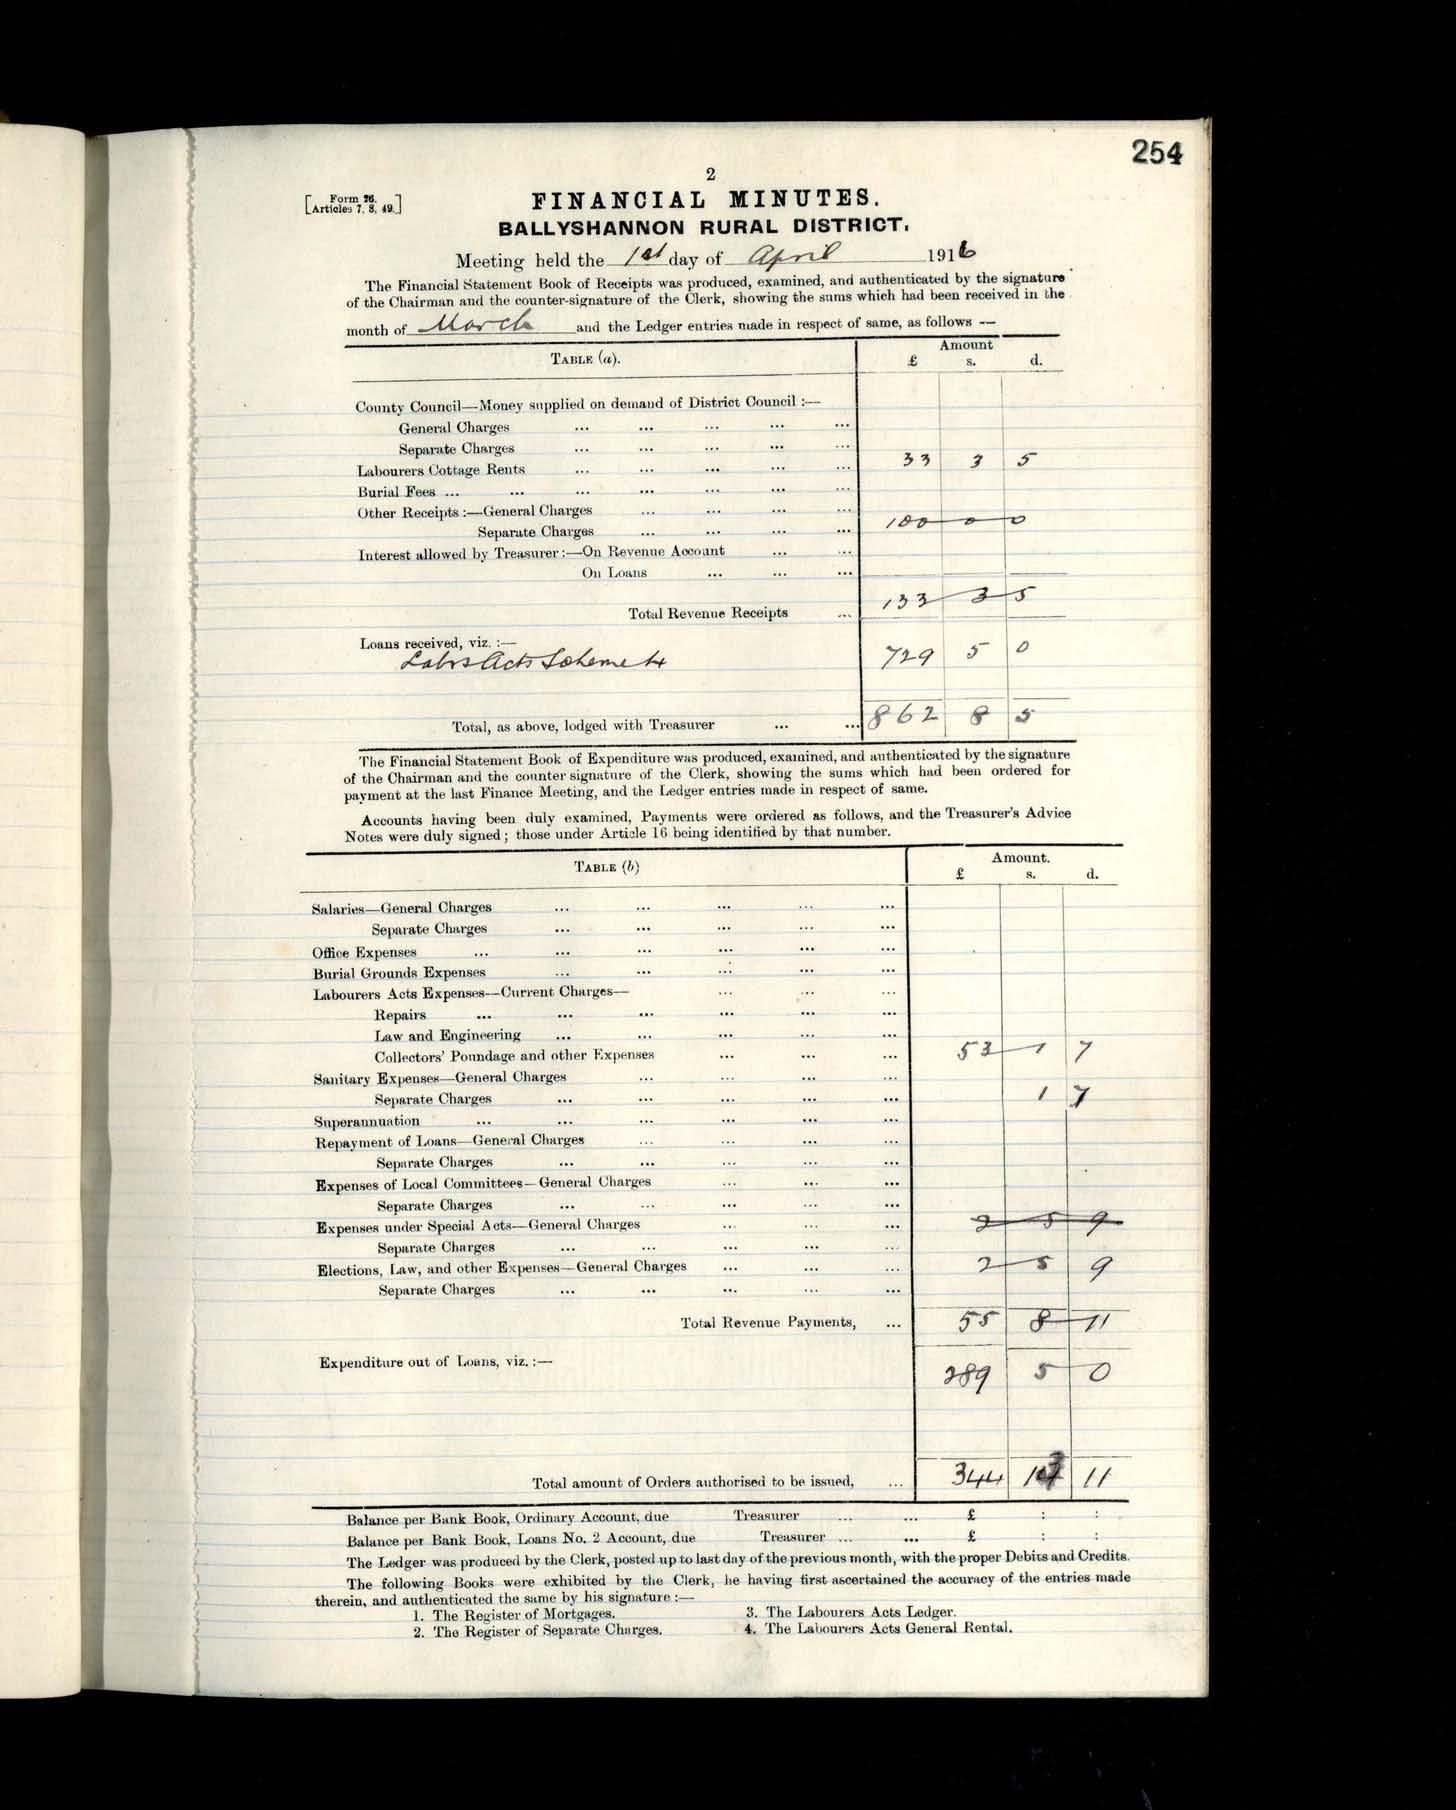 254
2
[Form 26. Articles 7, 8, 49.]
FINANCIAL MINUTES.
BALLYSHANNON RURAL DISTRICT.
Meeting held the 1st day of April 1916
The Financial Statement Book of Receipts was produced, examined, and authenticated by the signature
of the Chairman and the counter-signature of the Clerk, showing the sums which had been received in the
month of March and the Ledger entries made in respect of same, as follows —
TABLE (a). Amount
£ s. d.
County Council—Money supplied on demand of District Council :—
General Charges ... ... ... ... ...
Separate Charges ... ... ... ... ...
Labourers Cottage Rents ... ... ... ... ... 33 3 5
Burial Fees ... ... ... ... ... ... ...
Other Receipts :—General Charges ... ... ... ... 100 0 0
Separate Charges ... ... ... ...
Interest allowed by Treasurer :—On Revenue Account ... ...
On Loans ... ... ...
Total Revenue Receipts ... 133 3 5
Loans received, viz. :—
Labrs Acts Scheme 4 729 5 0
Total, as above, lodged with Treasurer ... ... 862 8 5
The Financial Statement Book of Expenditure was produced, examined, and authenticated by the signature
of the Chairman and the counter signature of the Clerk, showing the sums which had been ordered for
payment at the last Finance Meeting, and the Ledger entries made in respect of same.
Accounts having been duly examined, Payments were ordered as follows, and the Treasurer's Advice
Notes were duly signed; those under Article 16 being identified by that number.
TABLE (b) Amount.
£ s. d.
Salaries—General Charges ... ... ... ... ...
Separate Charges ... ... ... ... ...
Office Expenses ... ... ... ... ... ...
Burial Grounds Expenses ... ... ... ... ...
Labourers Acts Expenses—Current Charges— ... ... ...
Repairs ... ... ... ... ... ...
Law and Engineering ... ... ... ... ...
Collectors' Poundage and other Expenses ... ... ... 53 1 7
Sanitary Expenses—General Charges ... ... ... ...
Separate Charges ... ... ... ... ... 1 7
Superannuation ... ... ... ... ... ...
Repayment of Loans—General Charges ... ... ... ...
Separate Charges ... ... ... ... ...
Expenses of Local Committees—General Charges ... ... ...
Separate Charges ... ... ... ... ...
Expenses under Special Acts—General Charges ... ... ... 2 5 9
Separate Charges ... ... ... ... ...
Elections, Law, and other Expenses—General Charges ... ... ... 2 5 9
Separate Charges ... ... ... ... ...
Total Revenue Payments, ... 55 8 11
Expenditure out of Loans, viz. :— 289 5 0
Total amount of Orders authorised to be issued, ... 344 13 11
Balance per Bank Book, Ordinary Account, due Treasurer ... ... £ : :
Balance per Bank Book, Loans No. 2 Account, due Treasurer ... ... £ : :
The Ledger was produced by the Clerk, posted up to last day of the previous month, with the proper Debits and Credits.
The following Books were exhibited by the Clerk, he having first ascertained the accuracy of the entries made
therein, and authenticated the same by his signature :—
1. The Register of Mortgages. 3. The Labourers Acts Ledger.
2. The Register of Separate Charges. 4. The Labourers Acts General Rental.